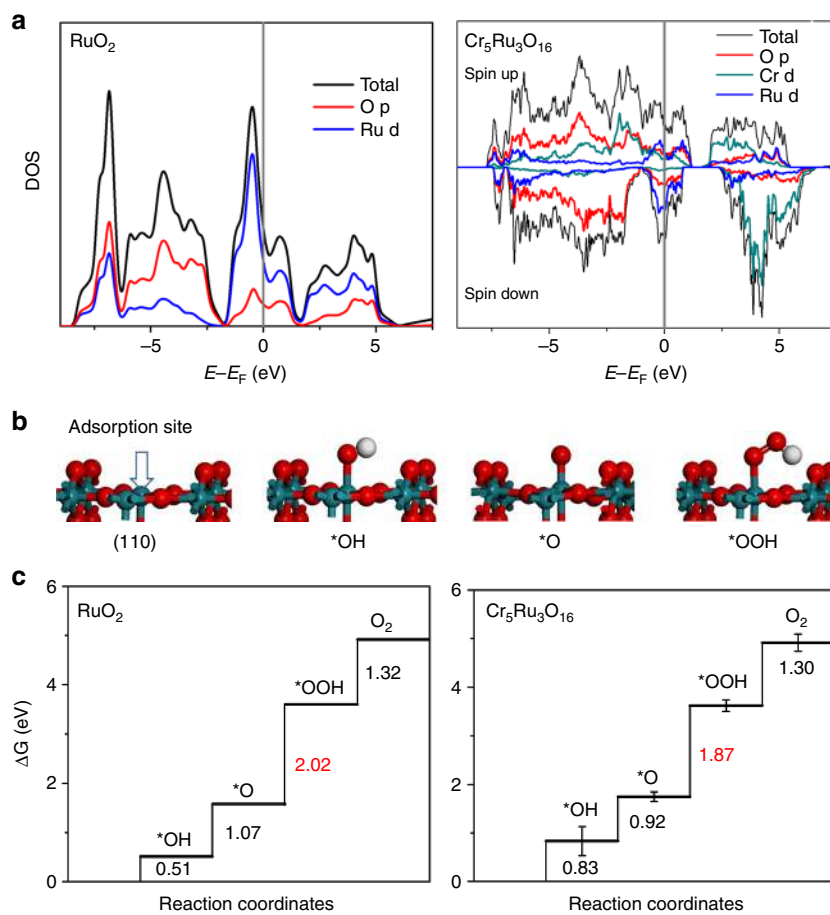 a
RuO₂
Total
O p
Ru d
DOS
−5
0
5
E–E_F (eV)
Cr₅Ru₃O₁₆
Spin up
Total
O p
Cr d
Ru d
Spin down
−5
0
5
E–E_F (eV)
b
Adsorption site
(110)
*OH
*O
*OOH
c
6
4
2
0
ΔG (eV)
RuO₂
*OH
0.51
*O
1.07
*OOH
2.02
O₂
1.32
Reaction coordinates
6
4
2
0
Cr₅Ru₃O₁₆
*OH
0.83
*O
0.92
*OOH
1.87
O₂
1.30
Reaction coordinates